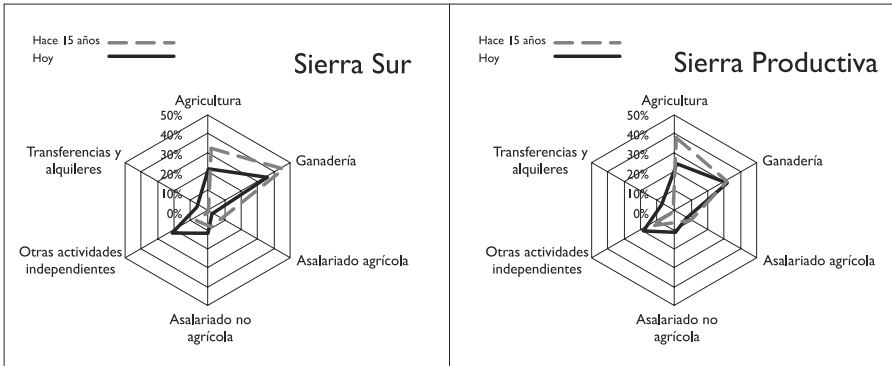 Hace 15 años
Hoy
Sierra Sur
Agricultura
50%
40%
30%
20%
10%
0%
Ganadería
Asalariado agrícola
Asalariado no
agrícola
Otras actividades
independientes
Transferencias y
alquileres
Hace 15 años
Hoy
Sierra Productiva
Agricultura
50%
40%
30%
20%
10%
0%
Ganadería
Asalariado agrícola
Asalariado no
agrícola
Otras actividades
independientes
Transferencias y
alquileres